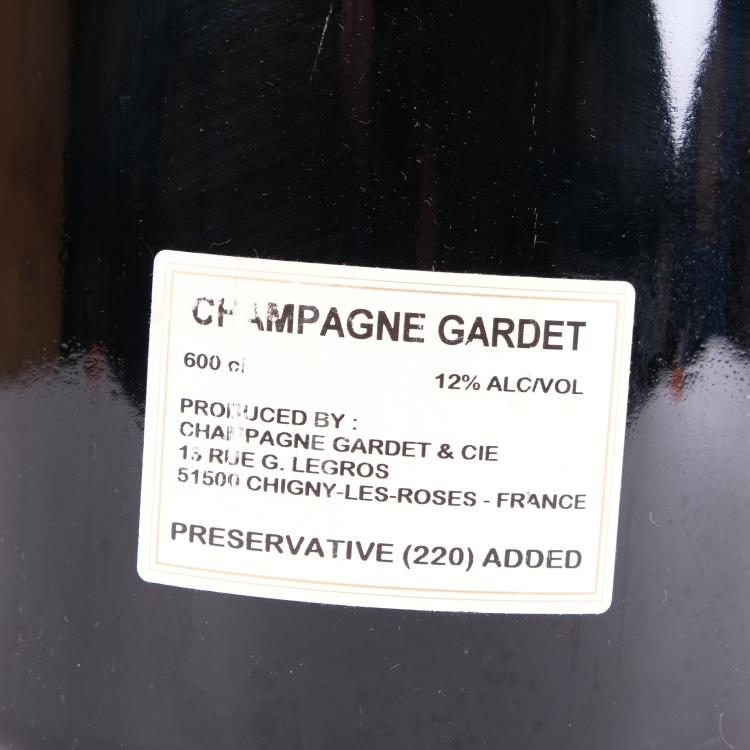 CHAMPAGNE GARDET
600 cl
12% ALC/VOL
PRODUCED BY :
CHAMPAGNE GARDET & CIE
13 RUE G. LEGROS
51500 CHIGNY-LES-ROSES - FRANCE
PRESERVATIVE (220) ADDED